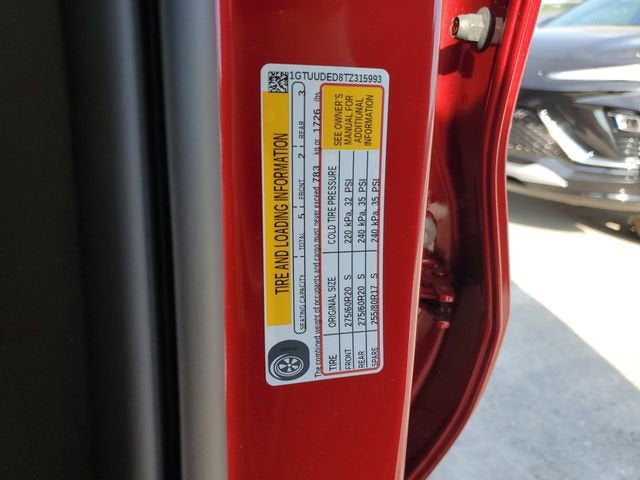 1GTUUDED8TZ315993
TIRE AND LOADING INFORMATION
SEATING CAPACITY TOTAL 5 FRONT 2 REAR 3
The combined weight of occupants and cargo must never exceed 783 kg or 1726 lbs
TIRE ORIGINAL SIZE COLD TIRE PRESSURE
FRONT 275/60R20 S 220 kPa, 32 PSI
REAR 275/60R20 S 240 kPa, 35 PSI
SPARE 255/80R17 S 240 kPa, 35 PSI
SEE OWNER'S
MANUAL FOR
ADDITIONAL
INFORMATION